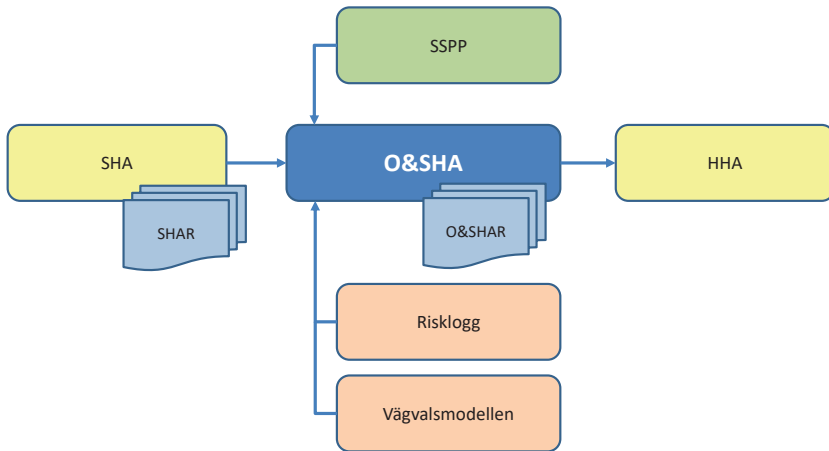 SSPP
SHA
O&SHA
HHA
SHAR
O&SHAR
Risklogg
Vägvalsmodellen